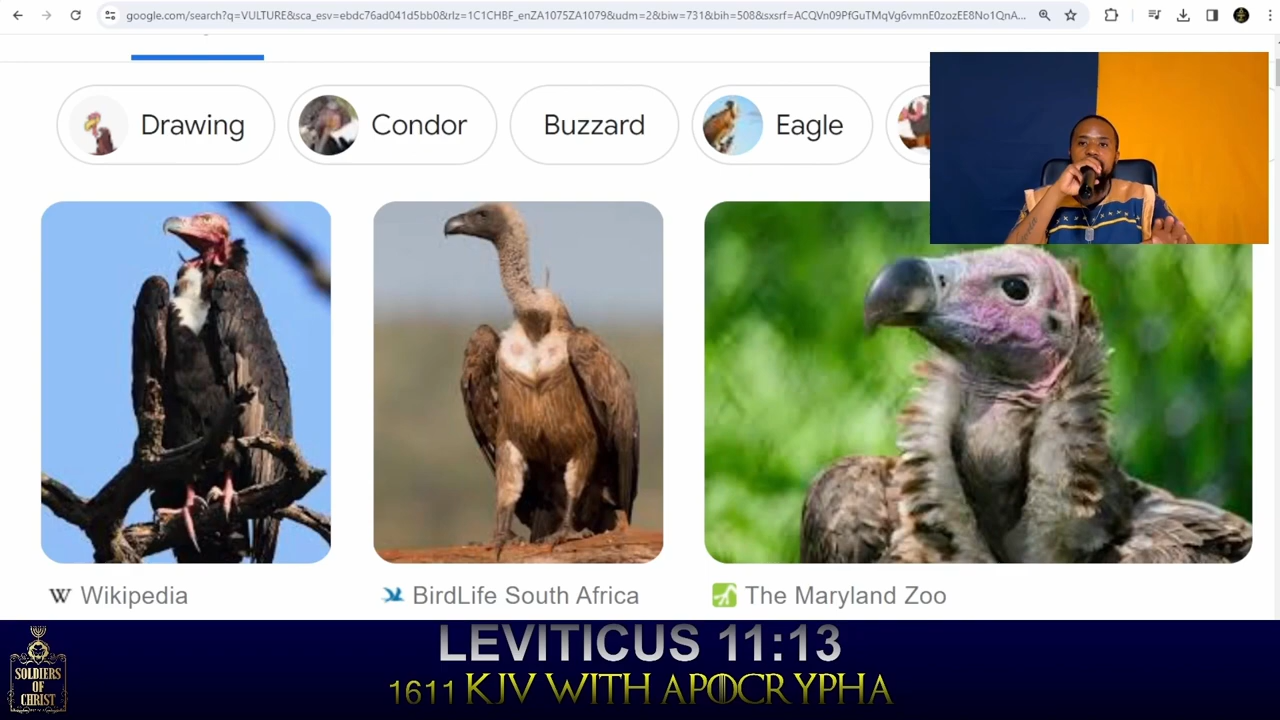 google.com/search?q=VULTURE&sca_esv=ebdc76ad041d5bb0&rlz=1C1CHBF_enZA1075ZA1079&udm=2&biw=731&bih=508&sxsrf=ACQVn09PfGuTMqVg6vmnE0zozEE8No1QnA...
Drawing
Condor
Buzzard
Eagle
Wikipedia
BirdLife South Africa
The Maryland Zoo
LEVITICUS 11:13
1611 KJV WITH APOCRYPHA
SOLDIERS
OF
CHRIST